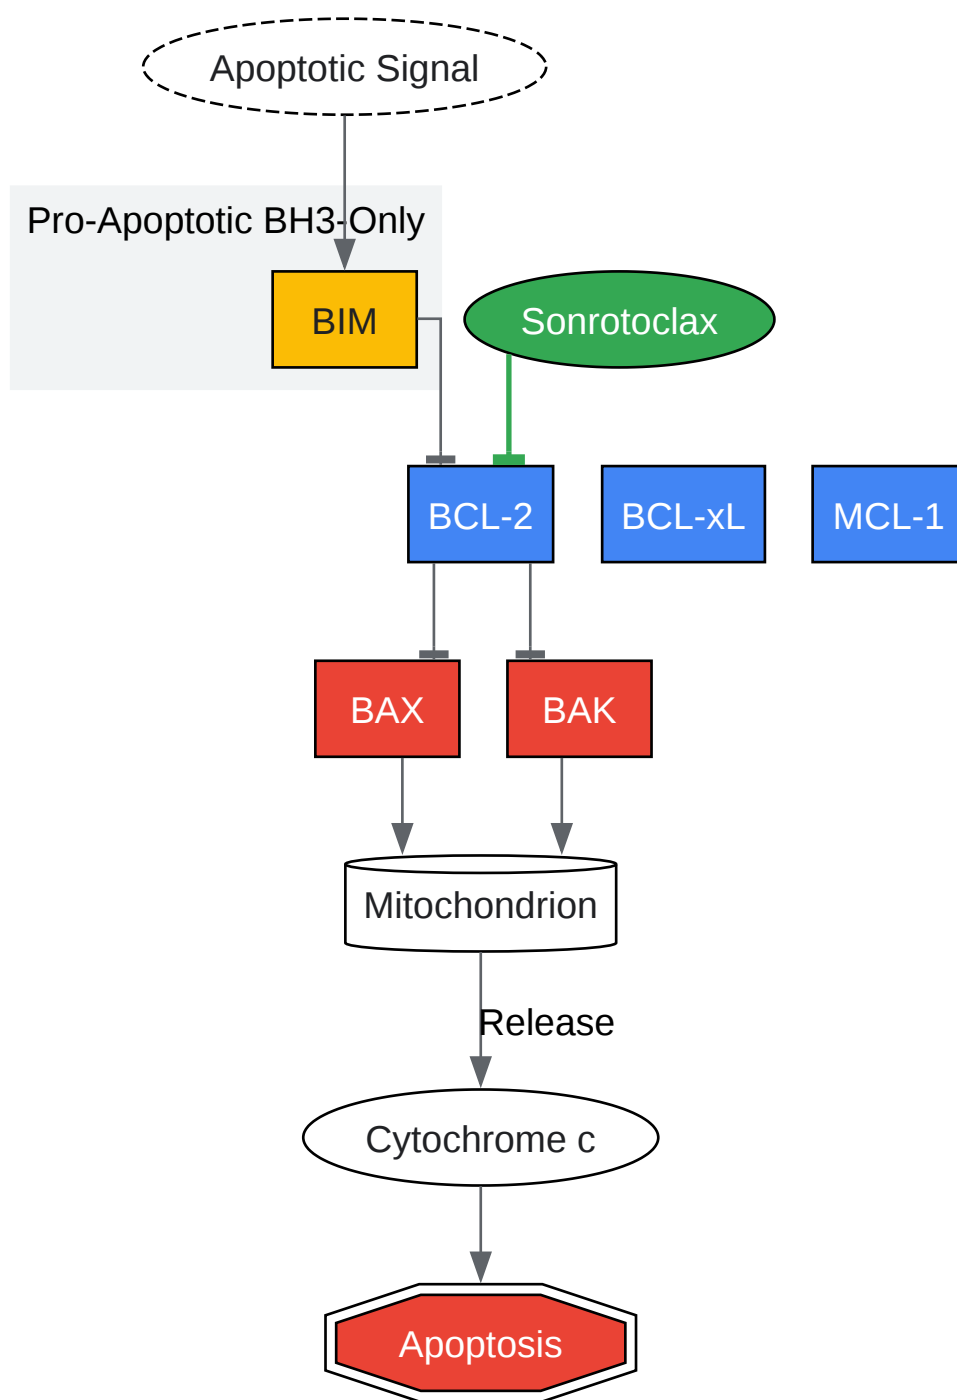 Apoptotic Signal
Pro-Apoptotic BH3-Only
BIM
Sonrotoclax
BCL-2
BCL-xL
MCL-1
BAX
BAK
Mitochondrion
Release
Cytochrome c
Apoptosis